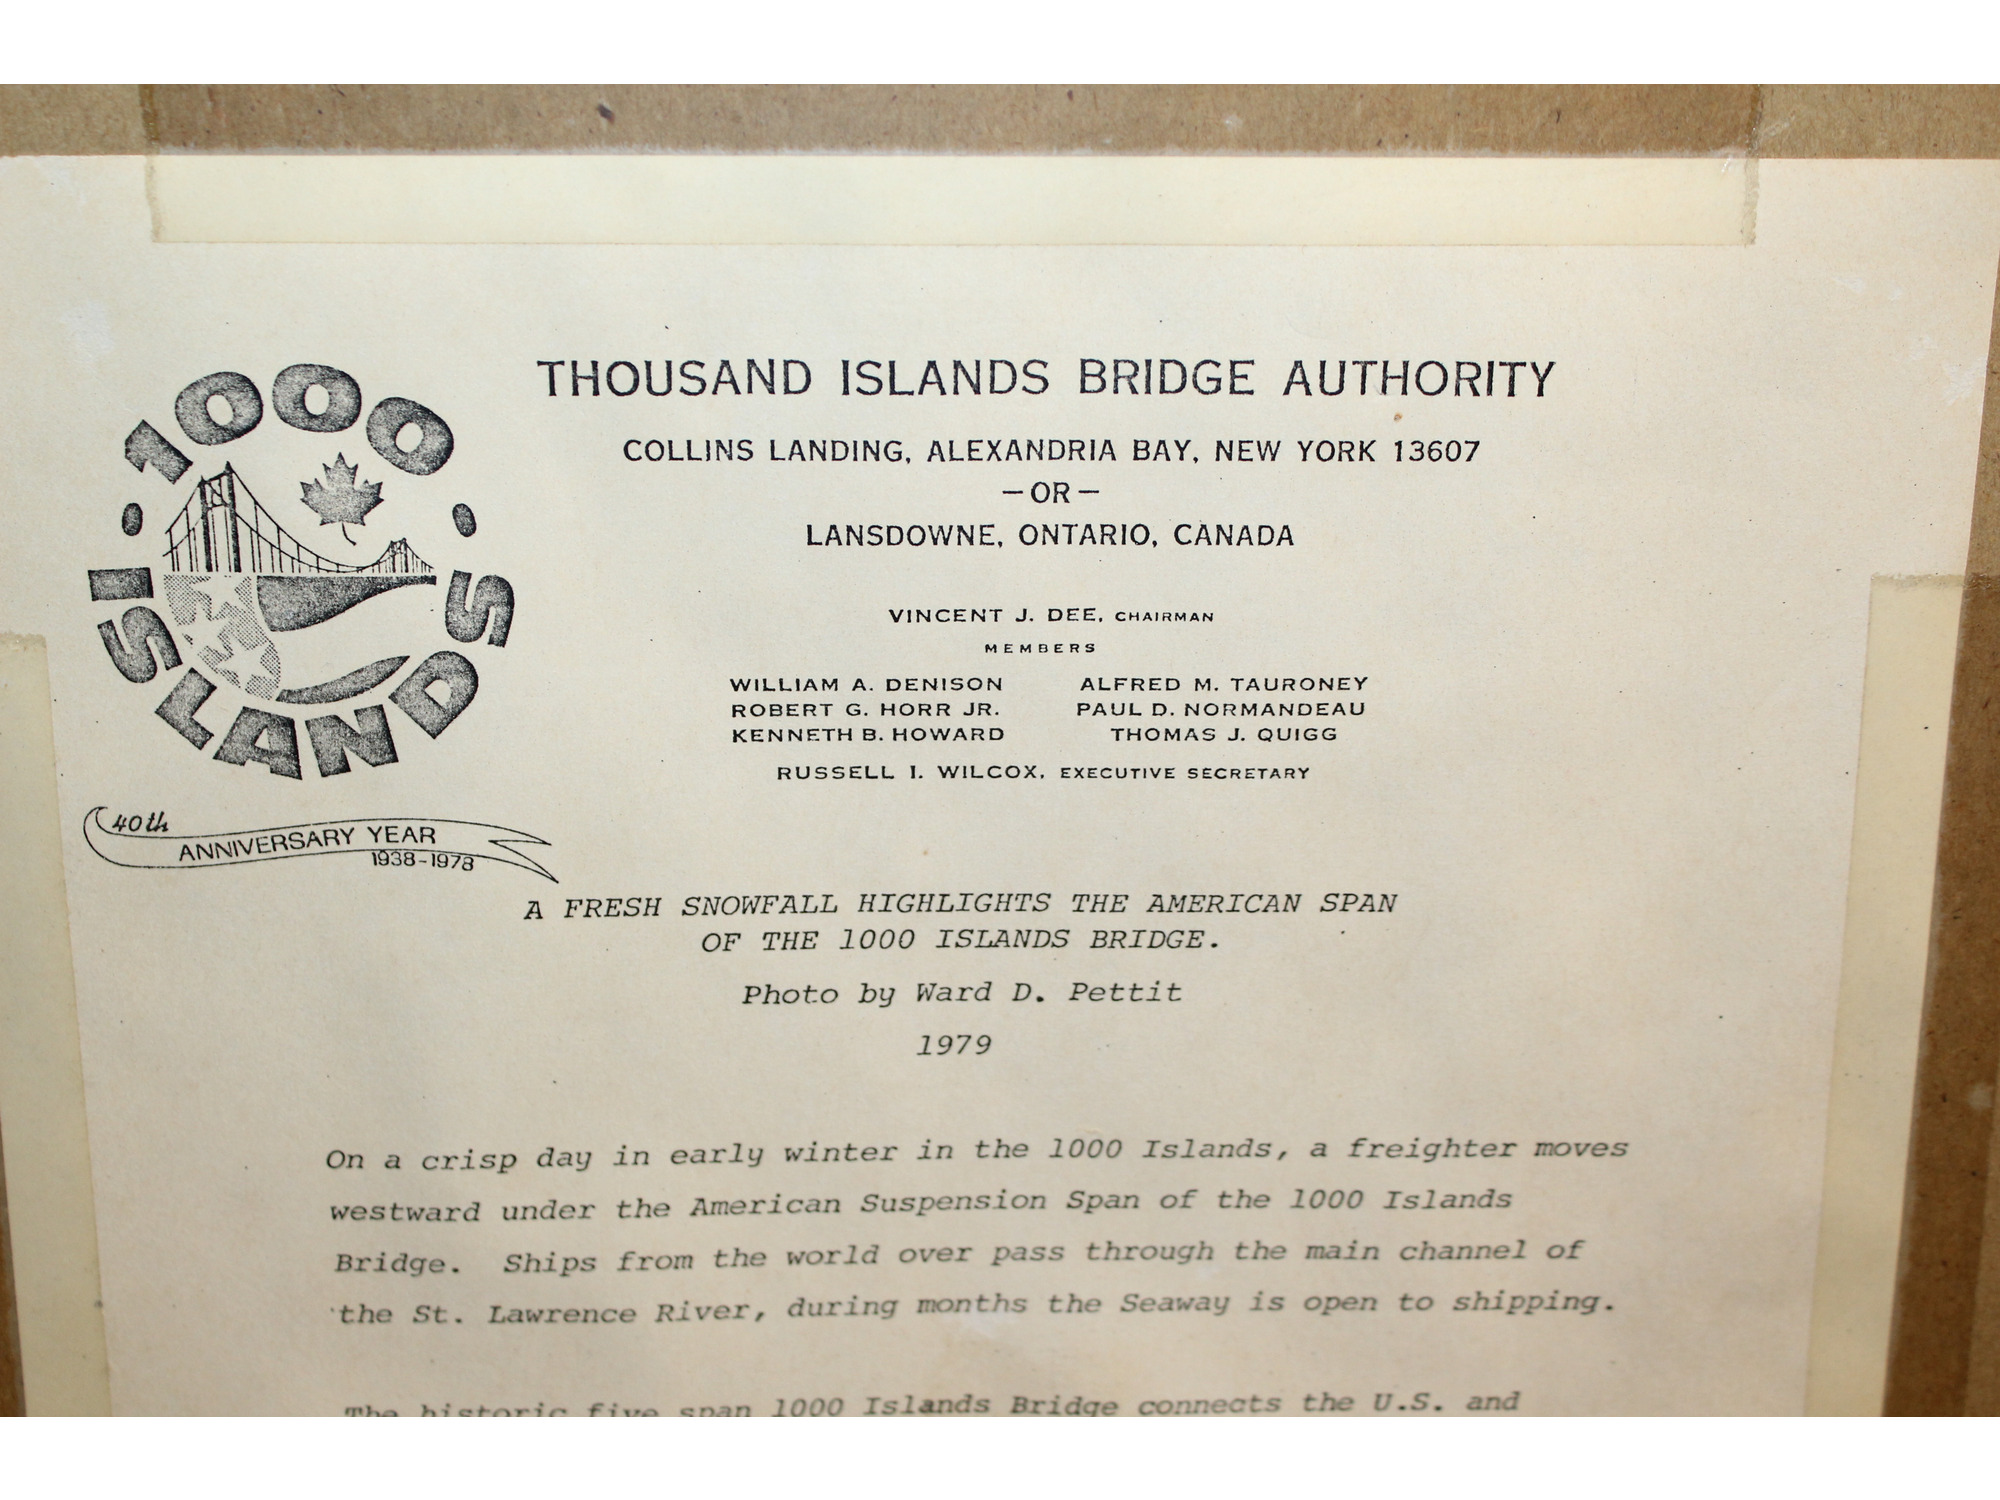 1000
ISLANDS
40th
ANNIVERSARY YEAR
1938-1978
THOUSAND ISLANDS BRIDGE AUTHORITY
COLLINS LANDING, ALEXANDRIA BAY, NEW YORK 13607
—OR—
LANSDOWNE, ONTARIO, CANADA
VINCENT J. DEE, CHAIRMAN
MEMBERS
WILLIAM A. DENISON ALFRED M. TAURONEY
ROBERT G. HORR JR. PAUL D. NORMANDEAU
KENNETH B. HOWARD THOMAS J. QUIGG
RUSSELL I. WILCOX, EXECUTIVE SECRETARY
A FRESH SNOWFALL HIGHLIGHTS THE AMERICAN SPAN
OF THE 1000 ISLANDS BRIDGE.
Photo by Ward D. Pettit
1979
On a crisp day in early winter in the 1000 Islands, a freighter moves
westward under the American Suspension Span of the 1000 Islands
Bridge. Ships from the world over pass through the main channel of
the St. Lawrence River, during months the Seaway is open to shipping.
The historic five span 1000 Islands Bridge connects the U.S. and